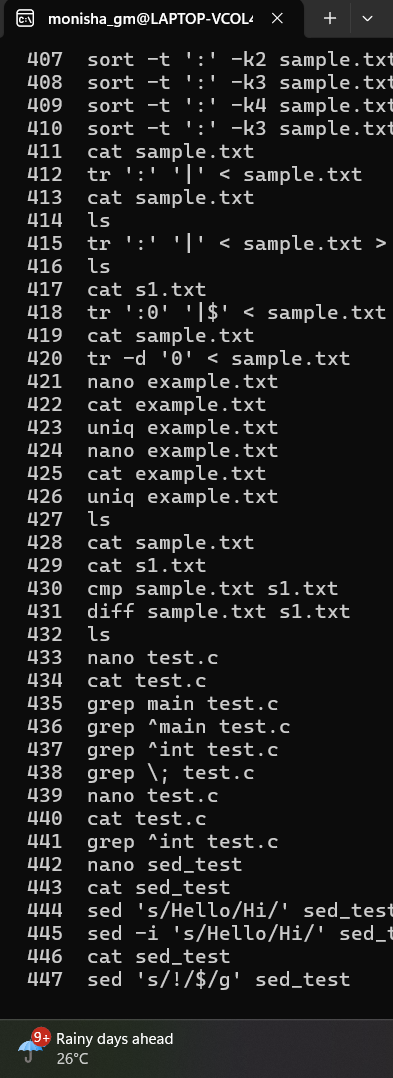 monisha_gm@LAPTOP-VCOL4
407 sort -t ':' -k2 sample.txt
408 sort -t ':' -k3 sample.txt
409 sort -t ':' -k4 sample.txt
410 sort -t ':' -k3 sample.txt
411 cat sample.txt
412 tr ':' '|' < sample.txt
413 cat sample.txt
414 ls
415 tr ':' '|' < sample.txt >
416 ls
417 cat s1.txt
418 tr ':0' '|$' < sample.txt
419 cat sample.txt
420 tr -d '0' < sample.txt
421 nano example.txt
422 cat example.txt
423 uniq example.txt
424 nano example.txt
425 cat example.txt
426 uniq example.txt
427 ls
428 cat sample.txt
429 cat s1.txt
430 cmp sample.txt s1.txt
431 diff sample.txt s1.txt
432 ls
433 nano test.c
434 cat test.c
435 grep main test.c
436 grep ^main test.c
437 grep ^int test.c
438 grep \; test.c
439 nano test.c
440 cat test.c
441 grep ^int test.c
442 nano sed_test
443 cat sed_test
444 sed 's/Hello/Hi/' sed_test
445 sed -i 's/Hello/Hi/' sed_t
446 cat sed_test
447 sed 's/!/$/g' sed_test
9+ Rainy days ahead
26°C